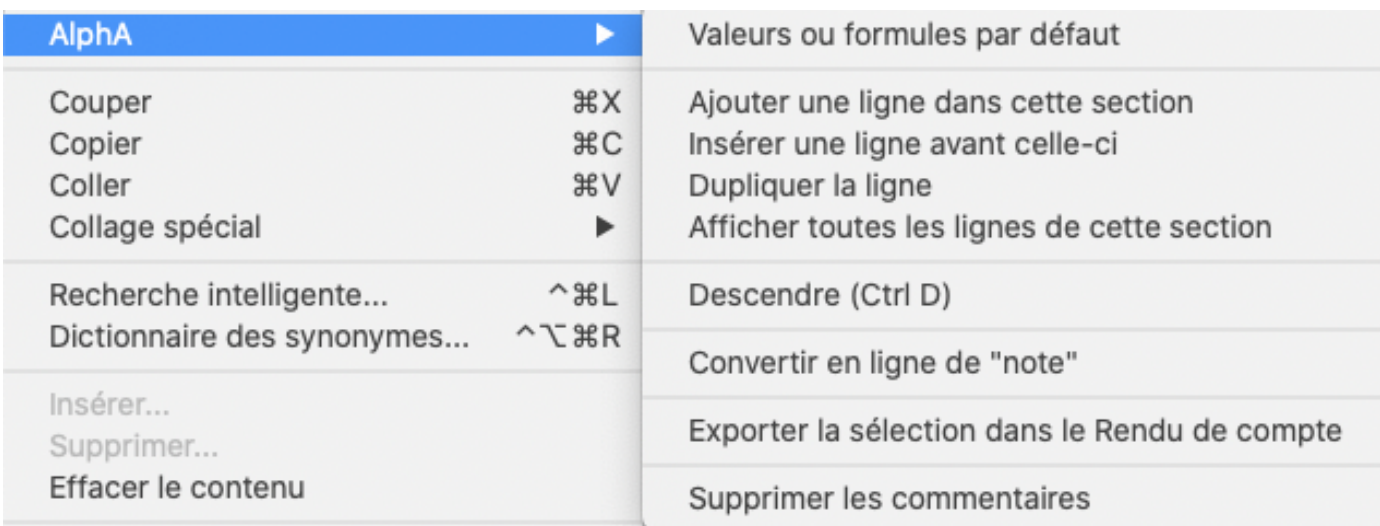 AlphA ▶
Couper ⌘X
Copier ⌘C
Coller ⌘V
Collage spécial ▶
Recherche intelligente... ^⌘L
Dictionnaire des synonymes... ^⌥⌘R
Insérer...
Supprimer...
Effacer le contenu
Valeurs ou formules par défaut
Ajouter une ligne dans cette section
Insérer une ligne avant celle-ci
Dupliquer la ligne
Afficher toutes les lignes de cette section
Descendre (Ctrl D)
Convertir en ligne de "note"
Exporter la sélection dans le Rendu de compte
Supprimer les commentaires